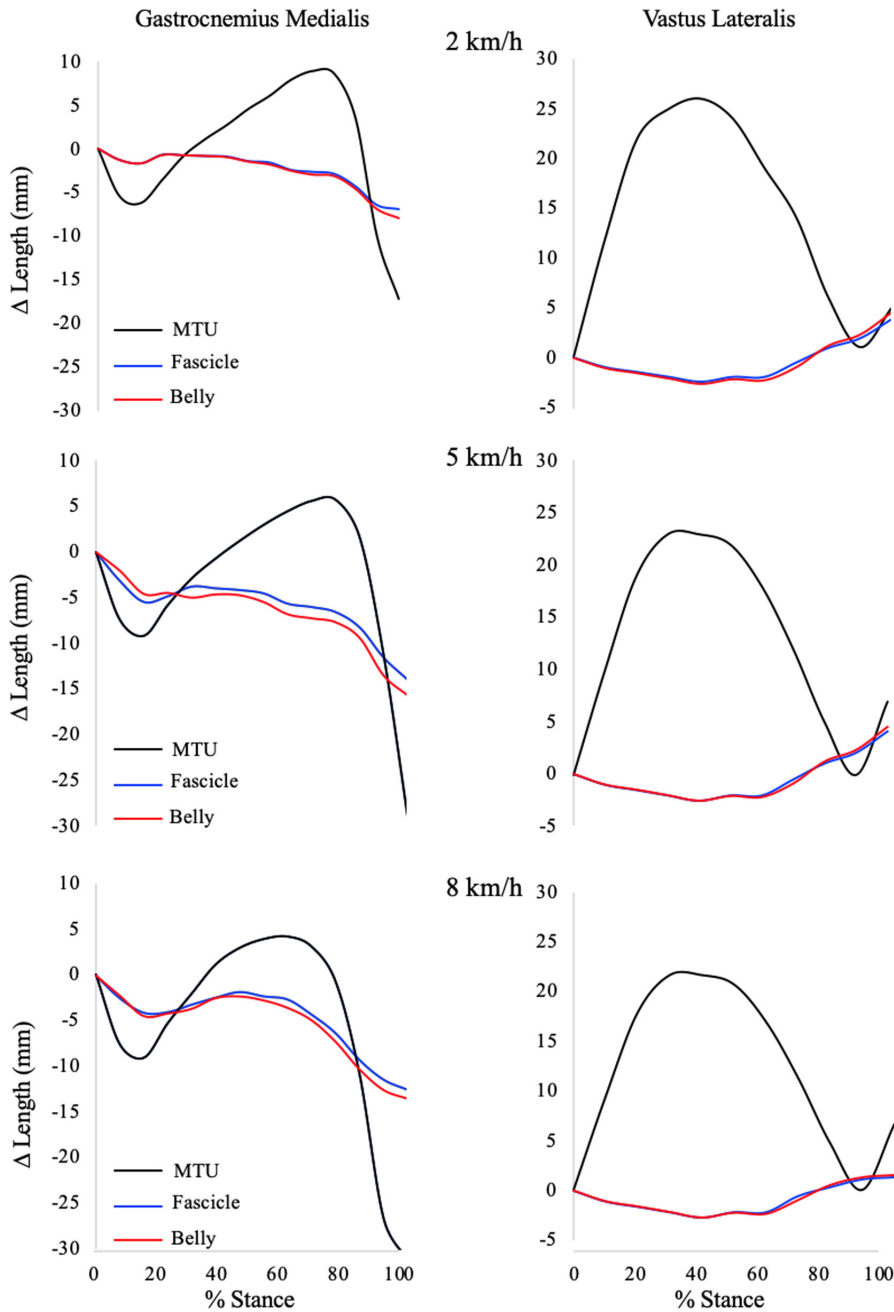 Gastrocnemius Medialis
Vastus Lateralis
2 km/h
10
5
0
-5
-10
-15
-20
-25
-30
Δ Length (mm)
MTU
Fascicle
Belly
30
25
20
15
10
5
0
-5
5 km/h
10
5
0
-5
-10
-15
-20
-25
-30
Δ Length (mm)
MTU
Fascicle
Belly
30
25
20
15
10
5
0
-5
8 km/h
10
5
0
-5
-10
-15
-20
-25
-30
Δ Length (mm)
MTU
Fascicle
Belly
0 20 40 60 80 100
% Stance
30
25
20
15
10
5
0
-5
0 20 40 60 80 100
% Stance